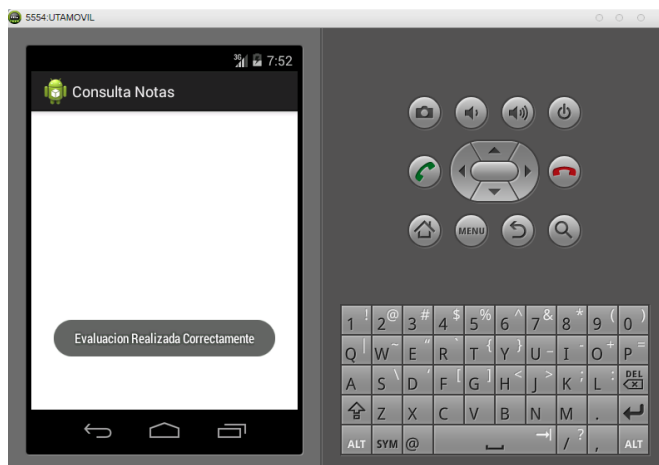 5554:UTAMOVIL
3G 7:52
Consulta Notas
Evaluacion Realizada Correctamente
MENU
1 ! 2 @ 3 # 4 $ 5 % 6 ^ 7 & 8 * 9 ( 0 )
Q | W ~ E " R ` T { Y } U _ I - O + P =
A S \ D ' F [ G ] H < J > K ; L : DEL
Z X C V B N M .
ALT SYM @ / ? , ALT